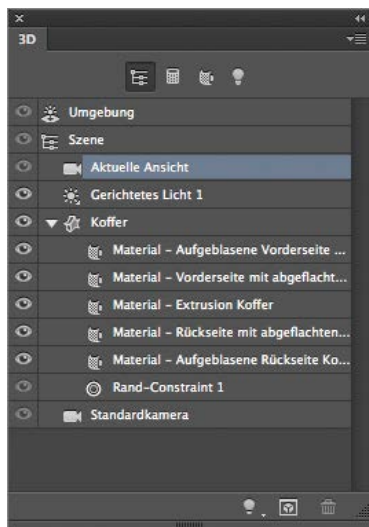 3D
Umgebung
Szene
Aktuelle Ansicht
Gerichtetes Licht 1
Koffer
Material – Aufgeblasene Vorderseite ...
Material – Vorderseite mit abgeflacht...
Material – Extrusion Koffer
Material – Rückseite mit abgeflachten...
Material – Aufgeblasene Rückseite Ko...
Rand-Constraint 1
Standardkamera